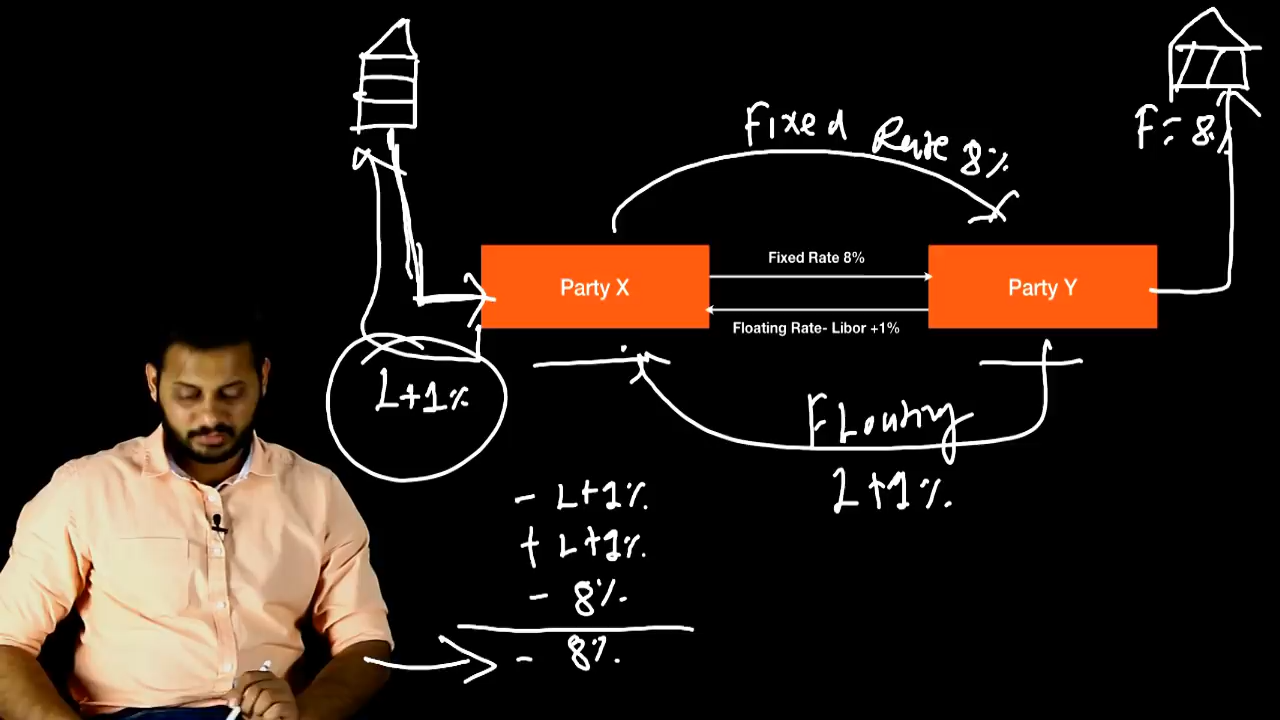 Fixed Rate 8%
F = 8%
Fixed Rate 8%
Party X
Party Y
Floating Rate- Libor +1%
L+1%
FLoating
L+1%
- L+1%
+ L+1%
- 8%
- 8%